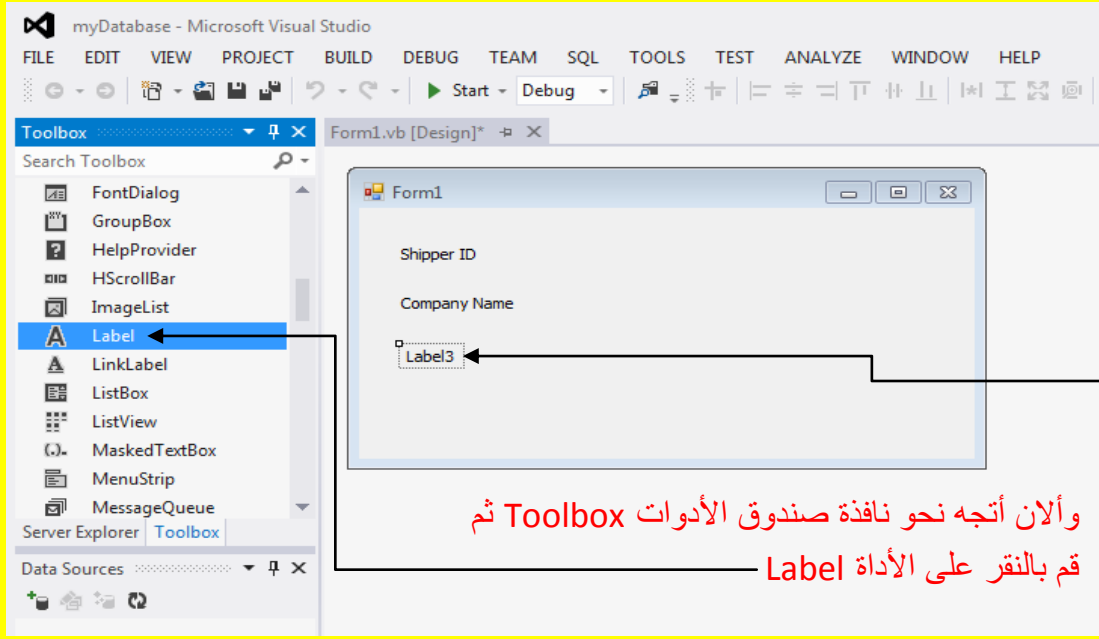 myDatabase - Microsoft Visual Studio
FILE EDIT VIEW PROJECT BUILD DEBUG TEAM SQL TOOLS TEST ANALYZE WINDOW HELP
Start Debug
Toolbox
Form1.vb [Design]*
Search Toolbox
FontDialog
GroupBox
HelpProvider
HScrollBar
ImageList
Label
LinkLabel
ListBox
ListView
MaskedTextBox
MenuStrip
MessageQueue
Server Explorer Toolbox
Data Sources
Form1
Shipper ID
Company Name
Label3
وألان أتجه نحو نافذة صندوق الأدوات Toolbox ثم
قم بالنقر على الأداة Label